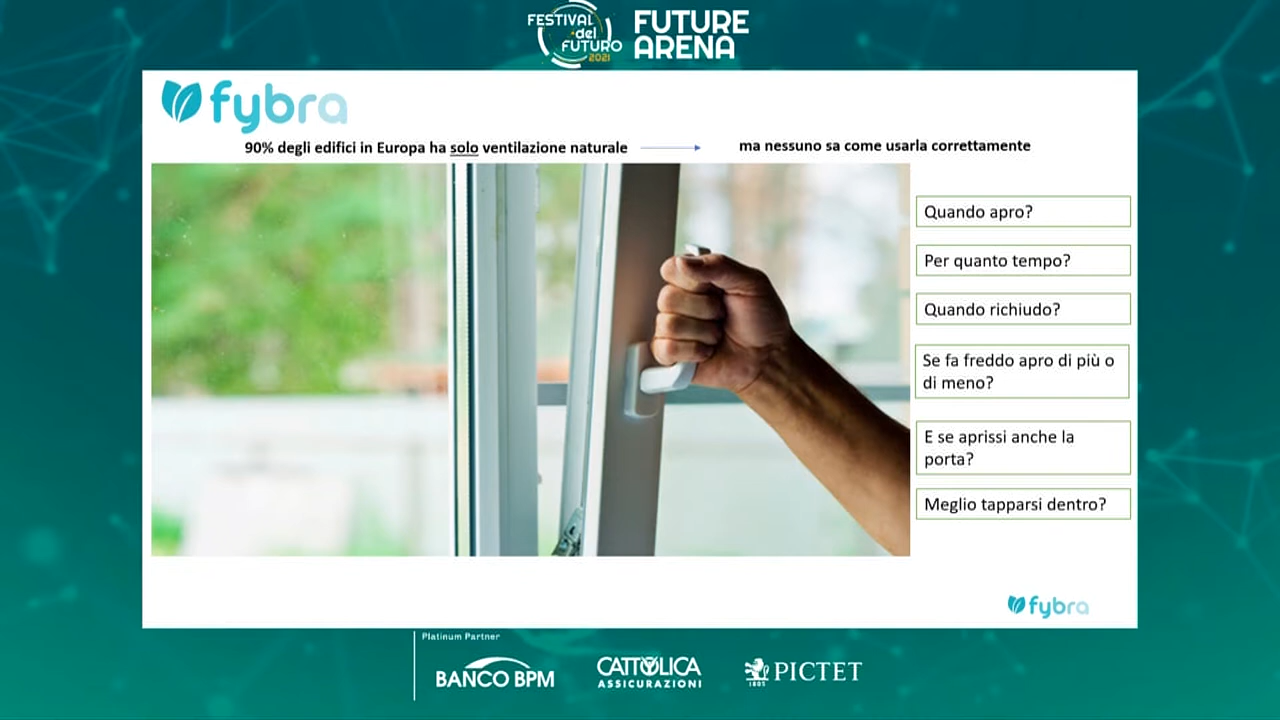 FESTIVAL
del
FUTURO
2021
FUTURE
ARENA
fybra
90% degli edifici in Europa ha solo ventilazione naturale
ma nessuno sa come usarla correttamente
Quando apro?
Per quanto tempo?
Quando richiudo?
Se fa freddo apro di più o
di meno?
E se aprissi anche la
porta?
Meglio tapparsi dentro?
fybra
Platinum Partner
BANCO BPM
CATTOLICA
ASSICURAZIONI
1805
PICTET